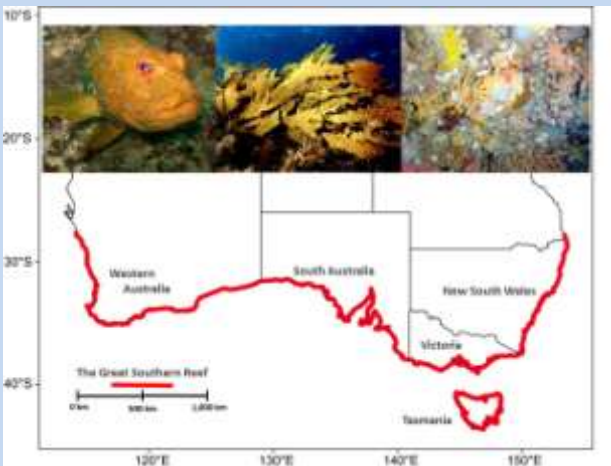 10°S
20°S
30°S
40°S
Western
Australia
South Australia
New South Wales
Victoria
Tasmania
The Great Southern Reef
0 km 500 km 1,000 km
120°E 130°E 140°E 150°E